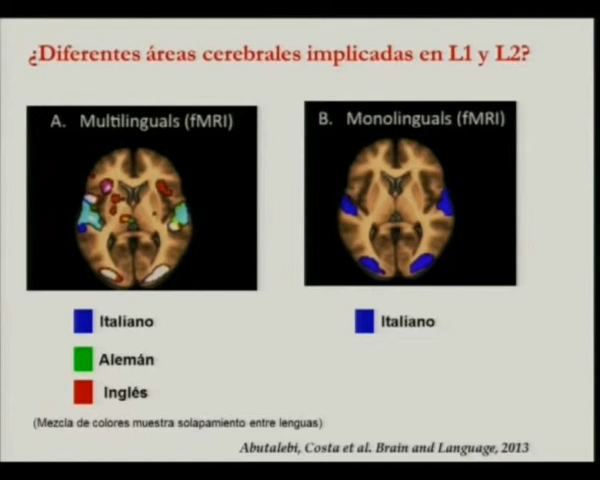 ¿Diferentes áreas cerebrales implicadas en L1 y L2?
A. Multilinguals (fMRI)
B. Monolinguals (fMRI)
Italiano
Italiano
Alemán
Inglés
(Mezcla de colores muestra solapamiento entre lenguas)
Abutalebi, Costa et al. Brain and Language, 2013